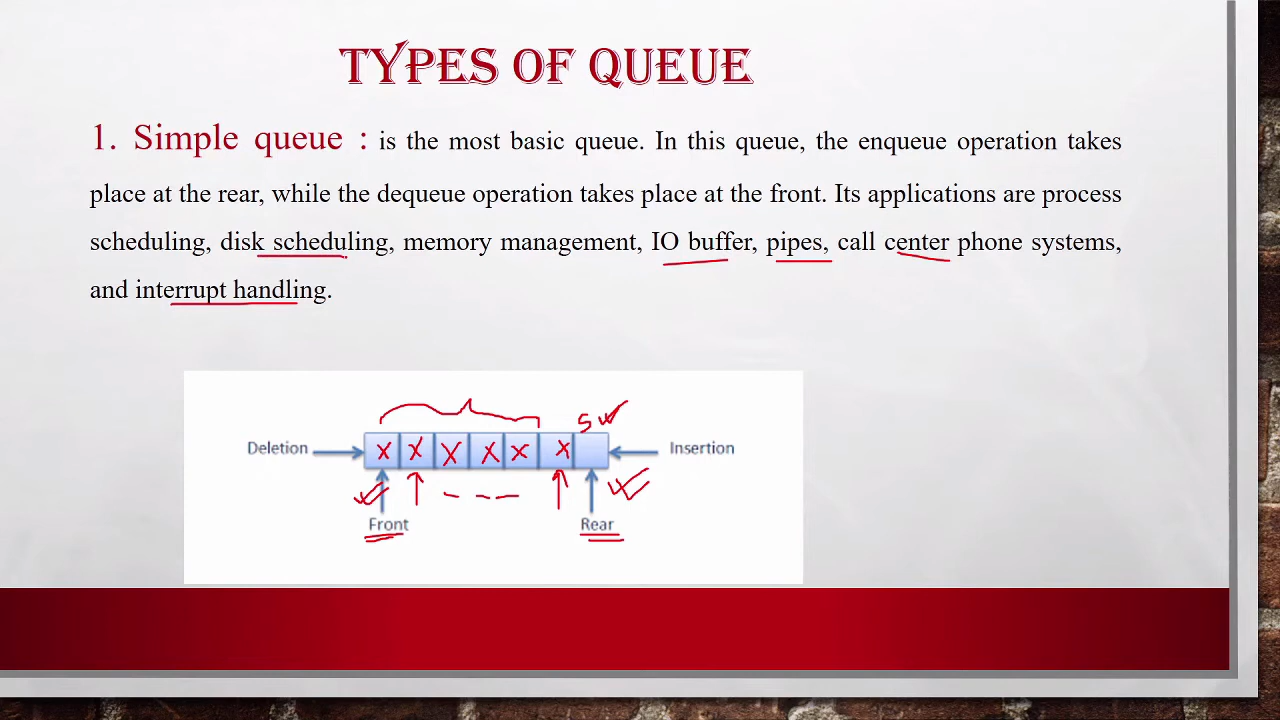 TYPES OF QUEUE
1. Simple queue : is the most basic queue. In this queue, the enqueue operation takes
place at the rear, while the dequeue operation takes place at the front. Its applications are process
scheduling, disk scheduling, memory management, IO buffer, pipes, call center phone systems,
and interrupt handling.
5
Deletion x x x x x x Insertion
Front Rear